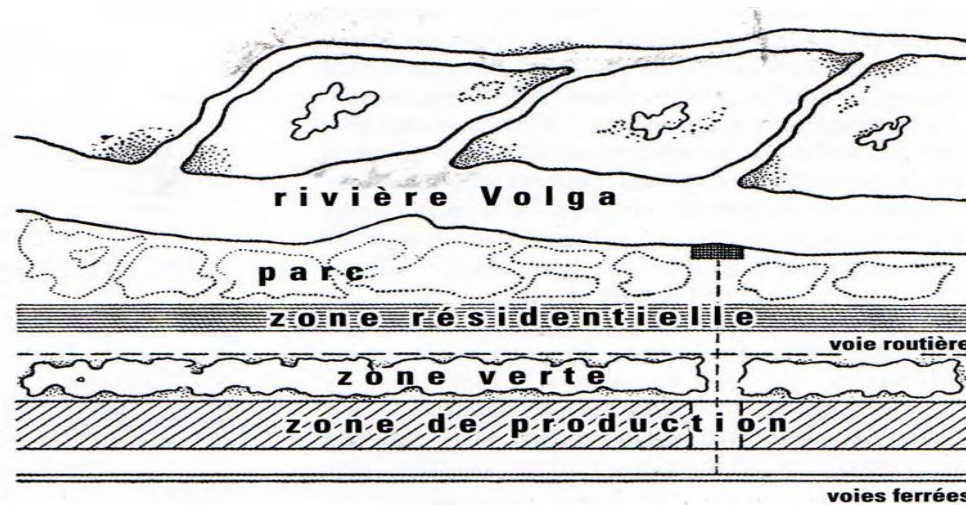 rivière Volga
parc
zone résidentielle
voie routière
zone verte
zone de production
voies ferrées